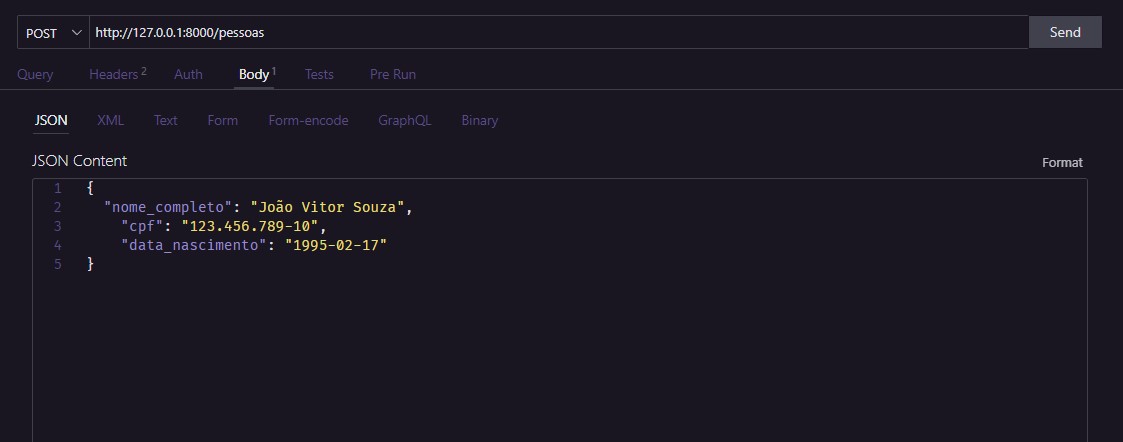 POST http://127.0.0.1:8000/pessoas Send
Query Headers 2 Auth Body 1 Tests Pre Run
JSON XML Text Form Form-encode GraphQL Binary
JSON Content Format
1 {
2 "nome_completo": "João Vitor Souza",
3 "cpf": "123.456.789-10",
4 "data_nascimento": "1995-02-17"
5 }